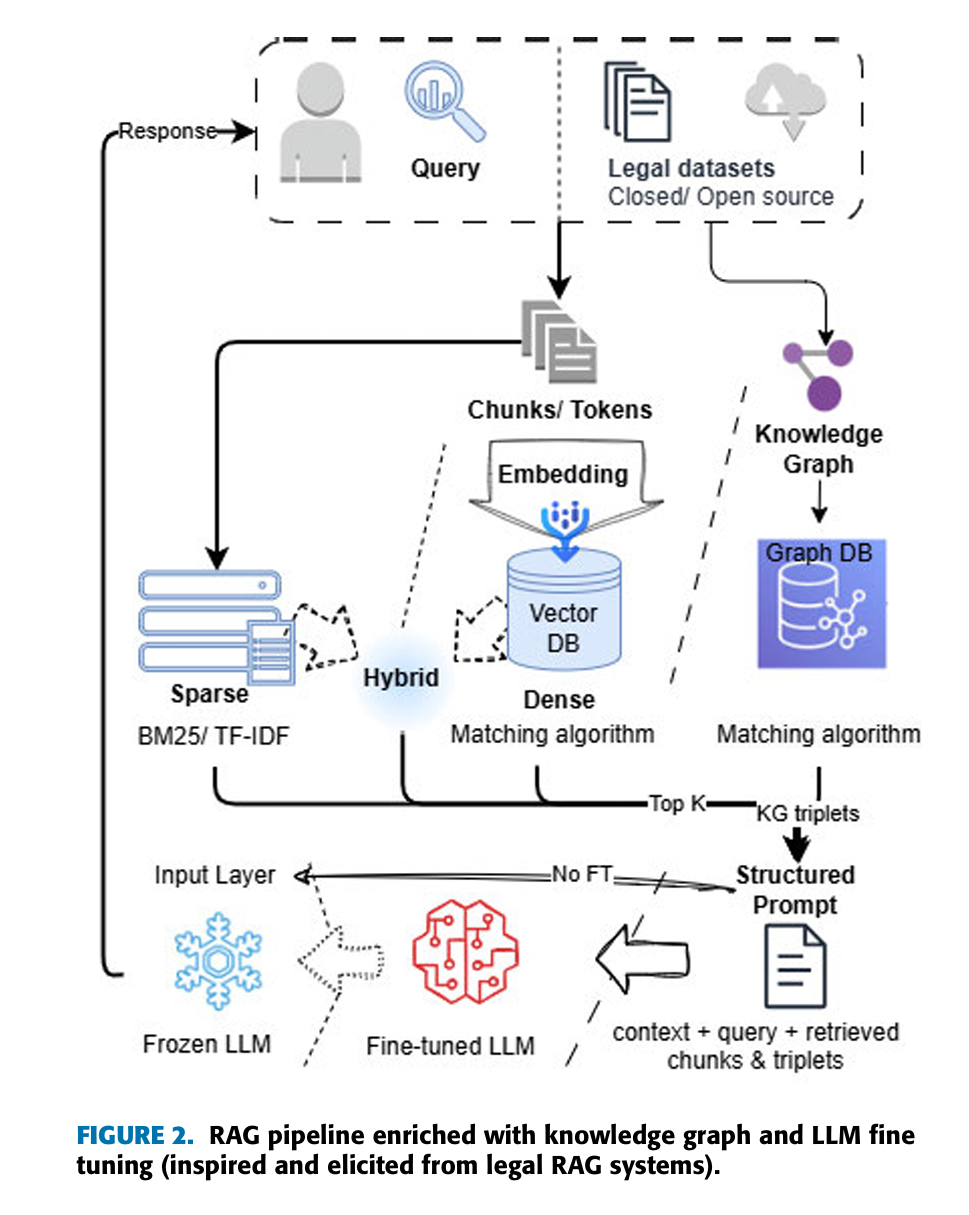 Response
Query
Legal datasets
Closed/ Open source
Chunks/ Tokens
Embedding
Knowledge
Graph
Graph DB
Vector
DB
Hybrid
Sparse
Dense
BM25/ TF-IDF
Matching algorithm
Matching algorithm
Top K
KG triplets
Input Layer
No FT
Structured
Prompt
Frozen LLM
Fine-tuned LLM
context + query + retrieved
chunks & triplets
FIGURE 2. RAG pipeline enriched with knowledge graph and LLM fine
tuning (inspired and elicited from legal RAG systems).